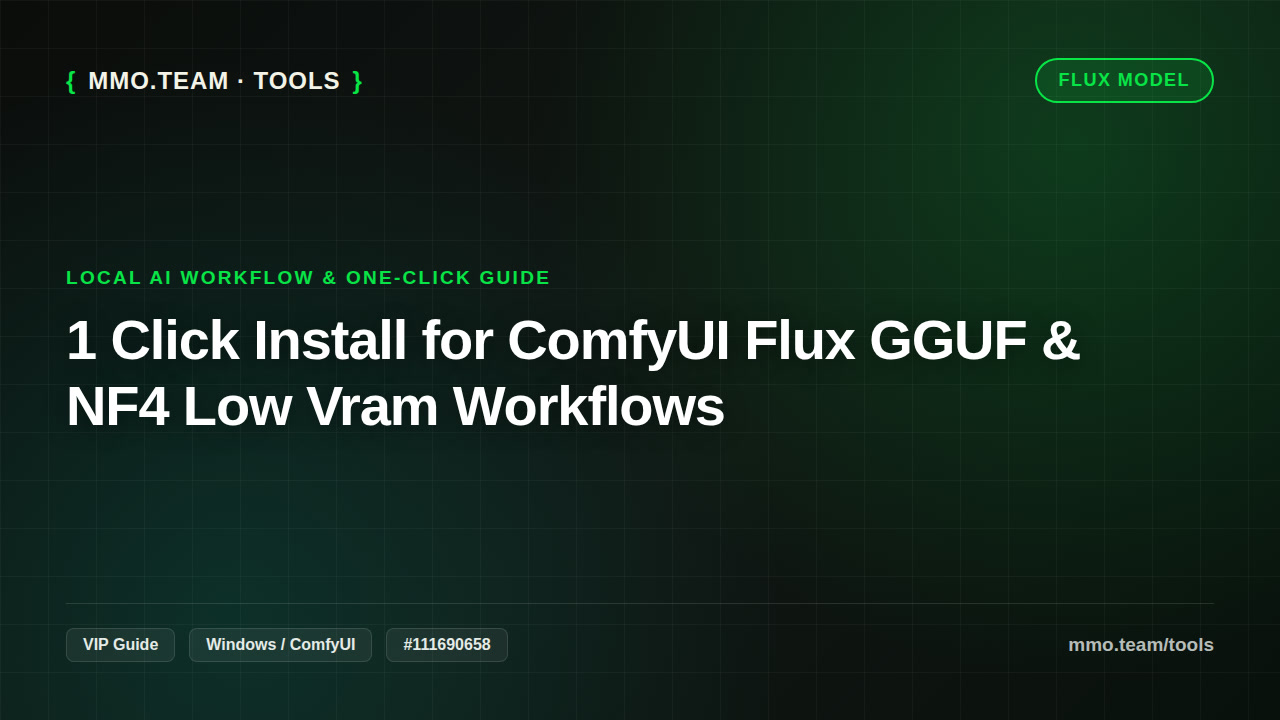 { MMO.TEAM · TOOLS }
FLUX MODEL
LOCAL AI WORKFLOW & ONE-CLICK GUIDE
1 Click Install for ComfyUI Flux GGUF &
NF4 Low Vram Workflows
VIP Guide
Windows / ComfyUI
#111690658
mmo.team/tools